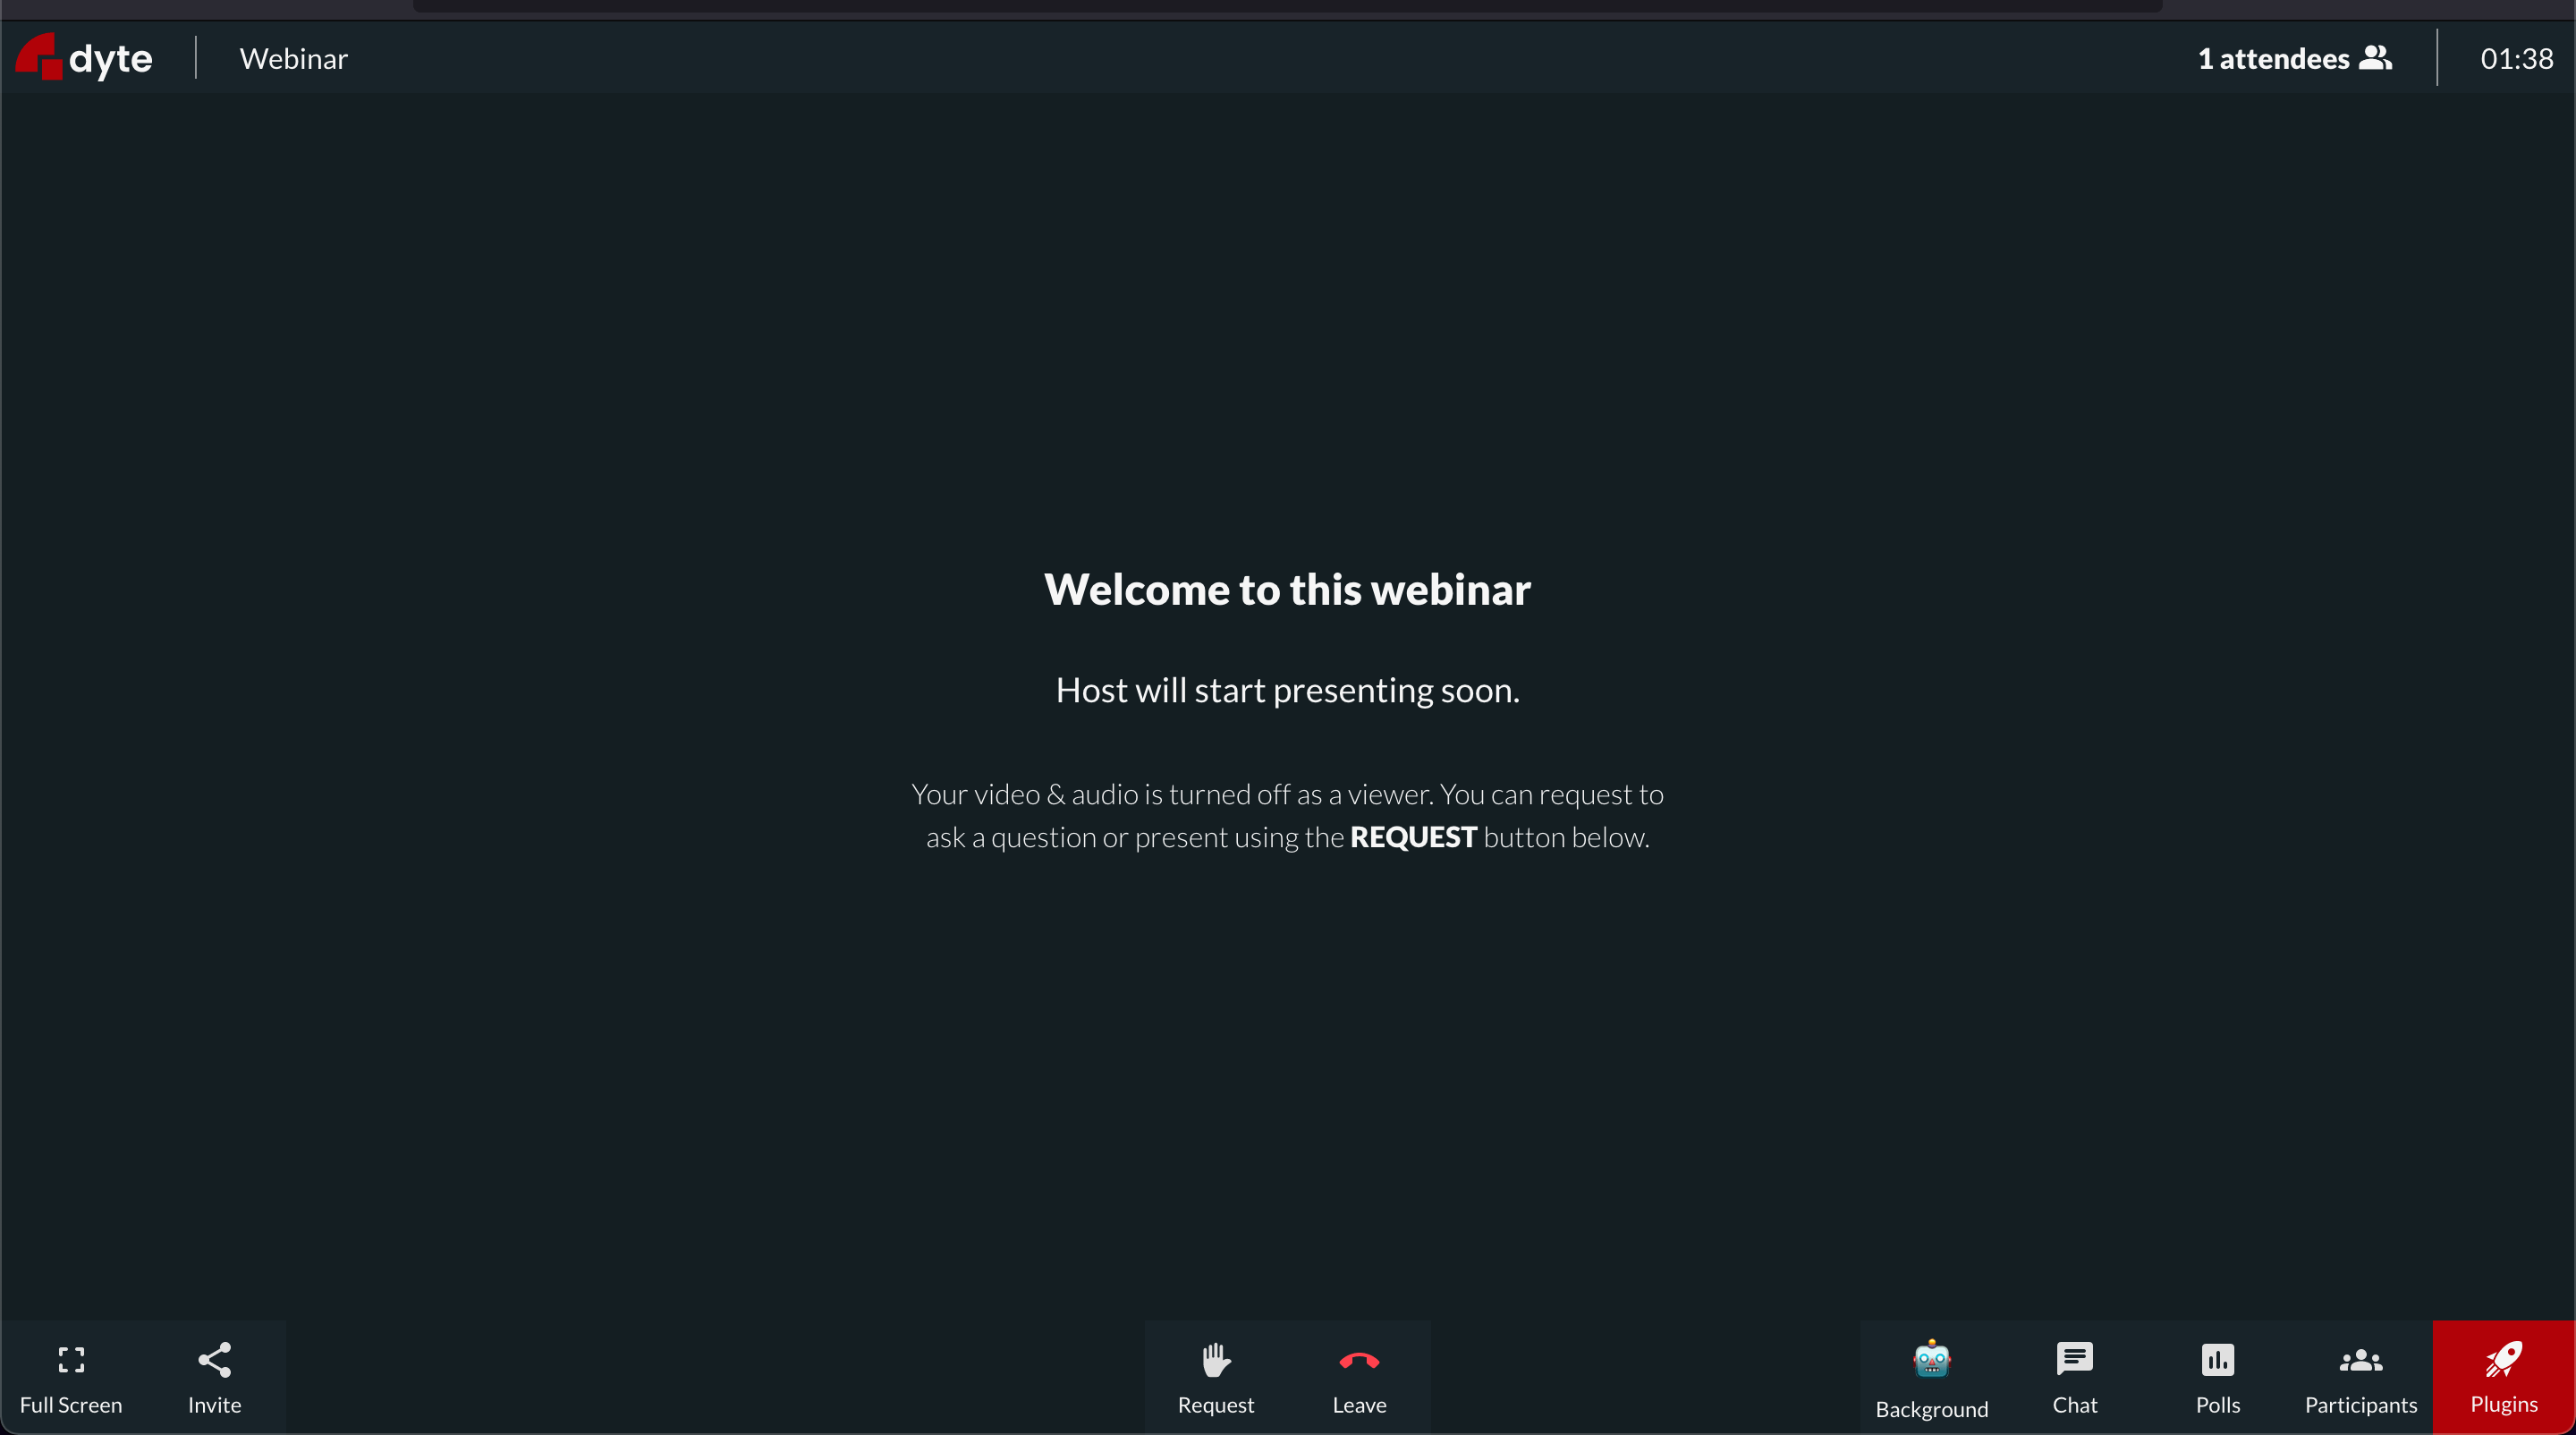 dyte
Webinar
1 attendees
01:38
Welcome to this webinar
Host will start presenting soon.
Your video & audio is turned off as a viewer. You can request to
ask a question or present using the REQUEST button below.
Full Screen
Invite
Request
Leave
Background
Chat
Polls
Participants
Plugins